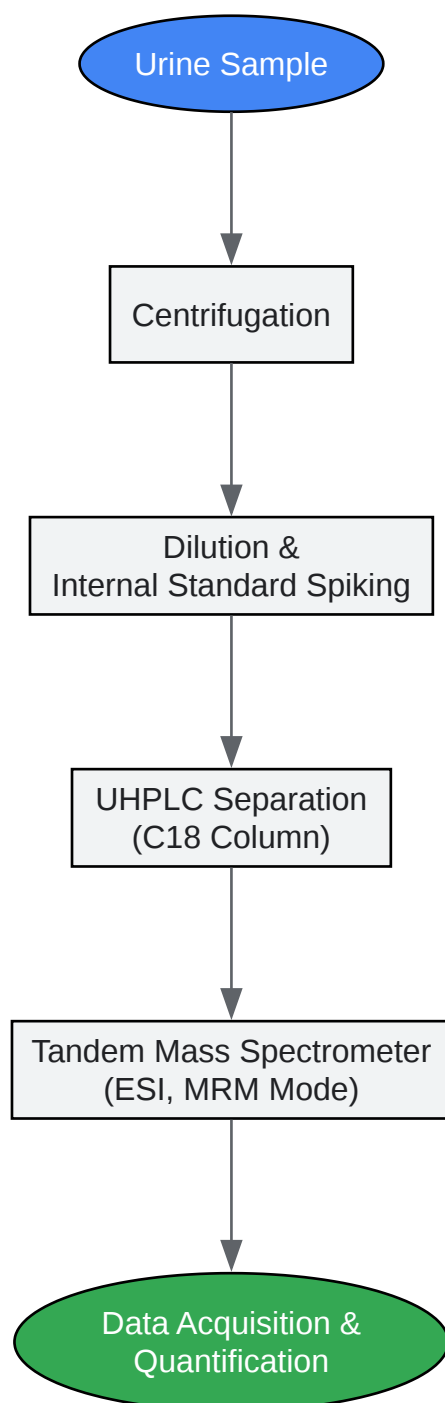 Urine Sample
Centrifugation
Dilution &
Internal Standard Spiking
UHPLC Separation
(C18 Column)
Tandem Mass Spectrometer
(ESI, MRM Mode)
Data Acquisition &
Quantification